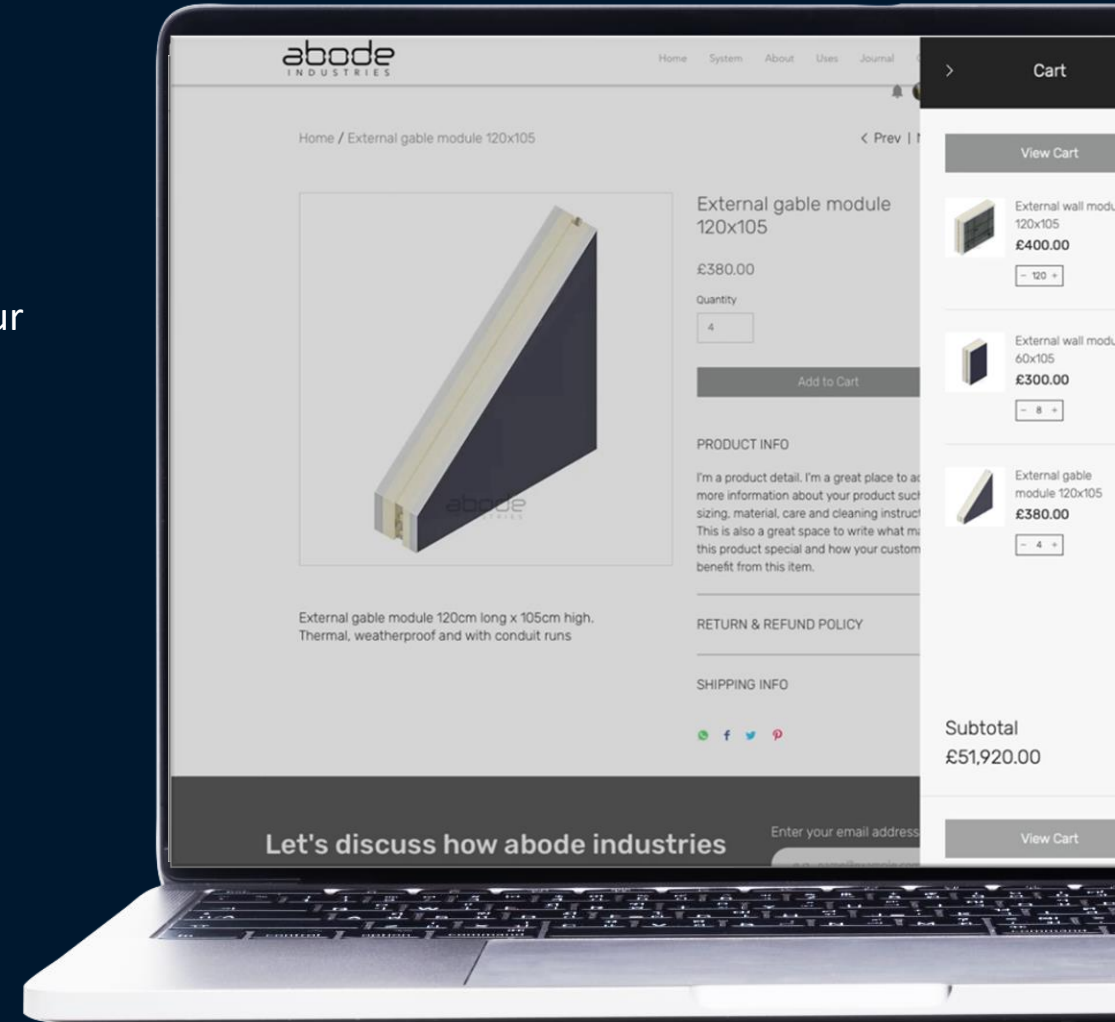 ur
abode
INDUSTRIES
Home System About Uses Journal
Home / External gable module 120x105
< Prev |
External gable module
120x105
£380.00
Quantity
4
Add to Cart
PRODUCT INFO
I'm a product detail. I'm a great place to
more information about your product
sizing, material, care and cleaning
This is also a great space to write what
this product special and how your
benefit from this item.
abode
INDUSTRIES
External gable module 120cm long x 105cm high.
Thermal, weatherproof and with conduit runs
RETURN & REFUND POLICY
SHIPPING INFO
Let's discuss how abode industries
Enter your email address
> Cart
View Cart
External wall
120x105
£400.00
- 120 +
External wall
60x105
£300.00
- 8 +
External gable
module 120x105
£380.00
- 4 +
Subtotal
£51,920.00
View Cart
control option command